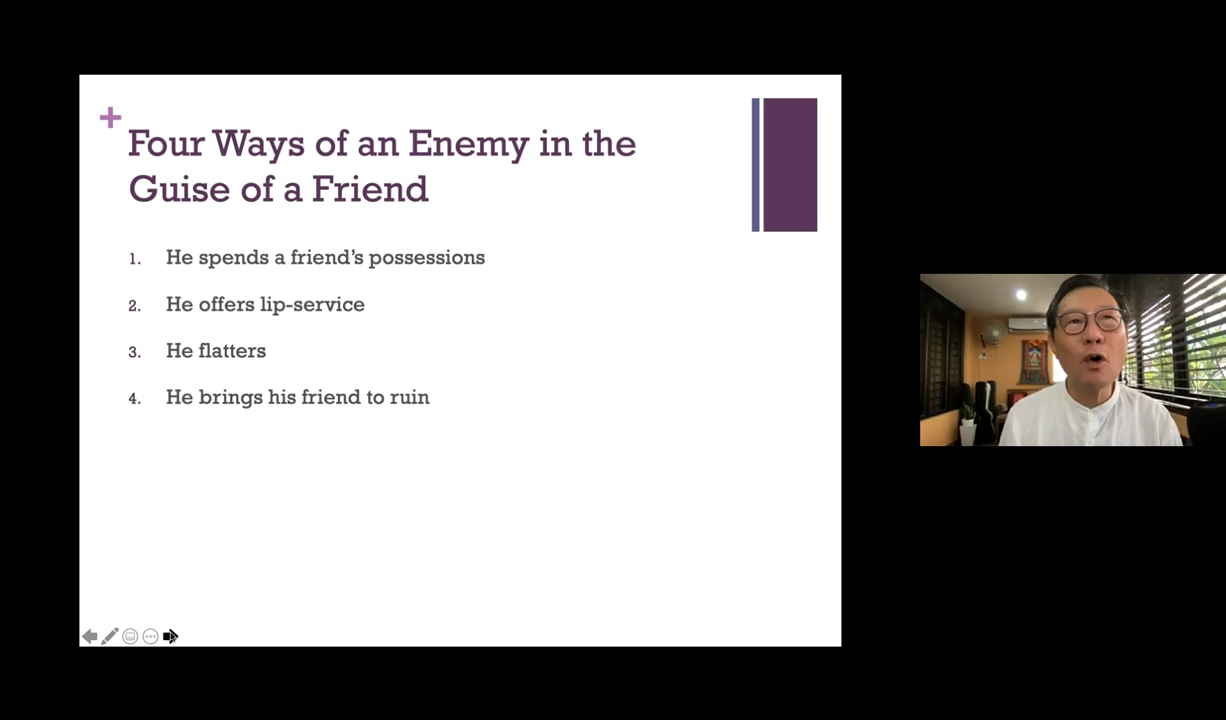 Four Ways of an Enemy in the
Guise of a Friend
1. He spends a friend’s possessions
2. He offers lip-service
3. He flatters
4. He brings his friend to ruin